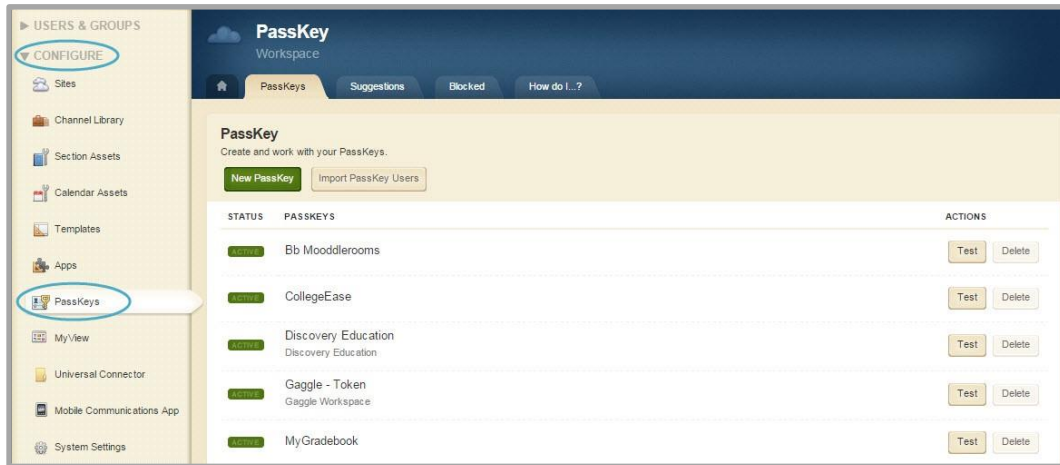 USERS & GROUPS
CONFIGURE
Sites
Channel Library
Section Assets
Calendar Assets
Templates
Apps
PassKeys
MyView
Universal Connector
Mobile Communications App
System Settings
PassKey
Workspace
PassKeys Suggestions Blocked How do I...?
PassKey
Create and work with your PassKeys.
New PassKey Import PassKey Users
STATUS PASSKEYS ACTIONS
ACTIVE Bb Mooddlerooms Test Delete
ACTIVE CollegeEase Test Delete
ACTIVE Discovery Education Test Delete
Discovery Education
ACTIVE Gaggle - Token Test Delete
Gaggle Workspace
ACTIVE MyGradebook Test Delete